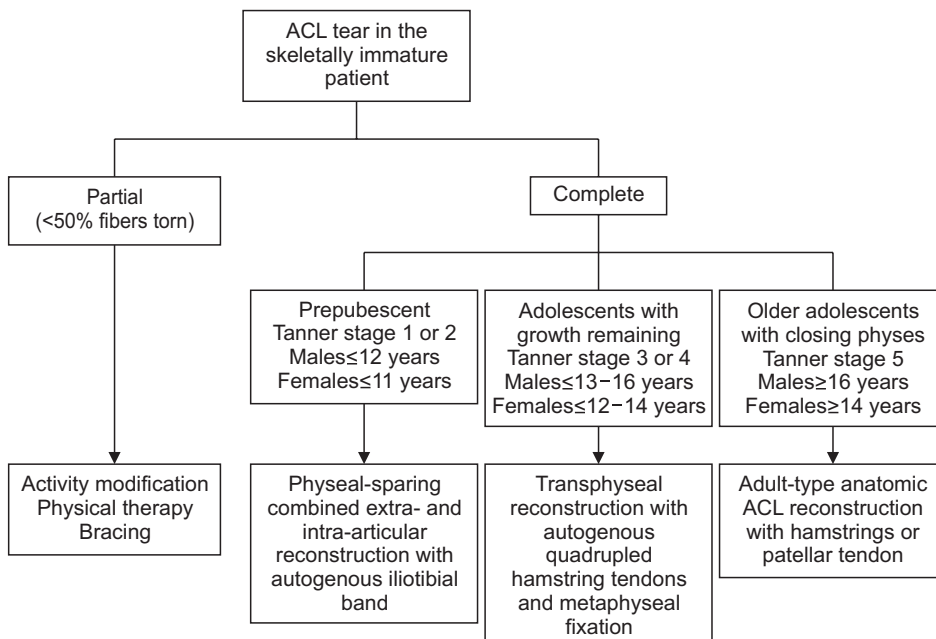 ACL tear in the
skeletally immature
patient
Partial
(<50% fibers torn)
Complete
Prepubescent
Tanner stage 1 or 2
Males≤12 years
Females≤11 years
Adolescents with
growth remaining
Tanner stage 3 or 4
Males≤13−16 years
Females≤12−14 years
Older adolescents
with closing physes
Tanner stage 5
Males≥16 years
Females≥14 years
Activity modification
Physical therapy
Bracing
Physeal-sparing
combined extra- and
intra-articular
reconstruction with
autogenous iliotibial
band
Transphyseal
reconstruction with
autogenous
quadrupled
hamstring tendons
and metaphyseal
fixation
Adult-type anatomic
ACL reconstruction
with hamstrings or
patellar tendon